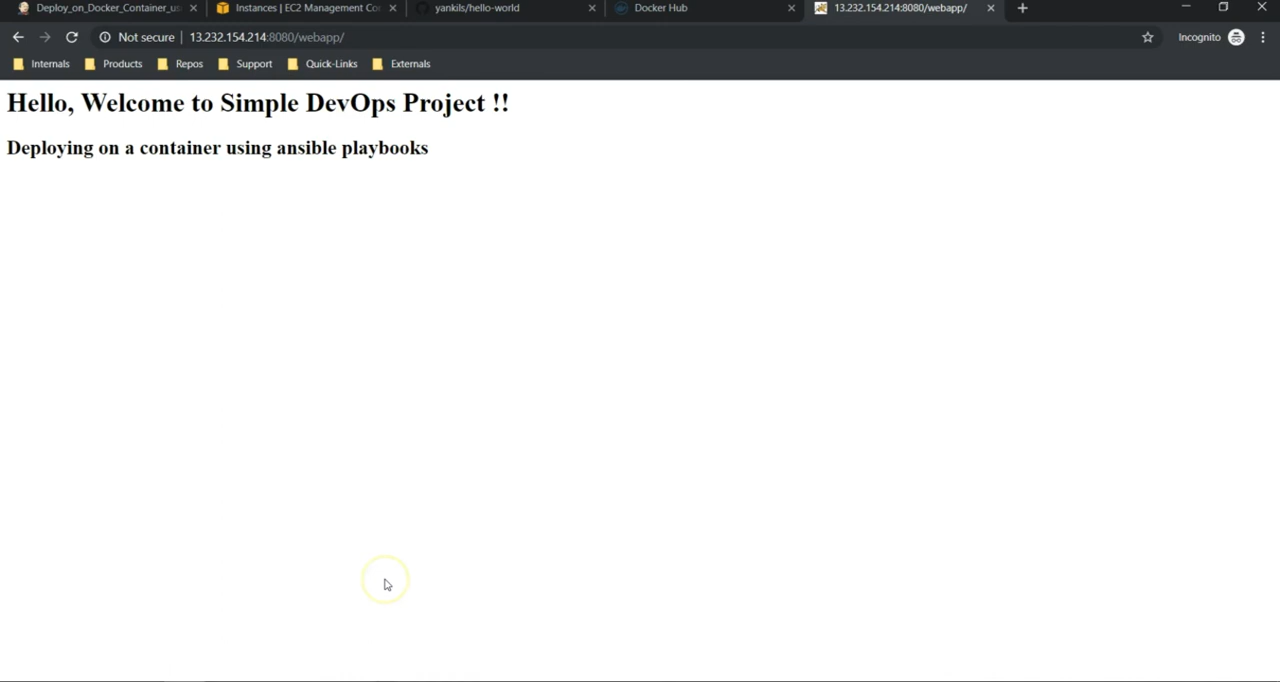 Deploy_on_Docker_Container_us
Instances | EC2 Management Co
yankils/hello-world
Docker Hub
13.232.154.214:8080/webapp/
Not secure | 13.232.154.214:8080/webapp/
Incognito
Internals
Products
Repos
Support
Quick-Links
Externals
Hello, Welcome to Simple DevOps Project !!
Deploying on a container using ansible playbooks